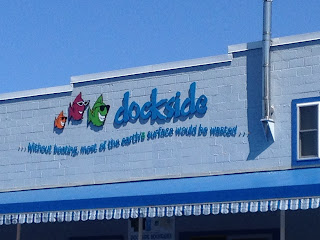 dockside
...Without boating, most of the earth's surface would be wasted...